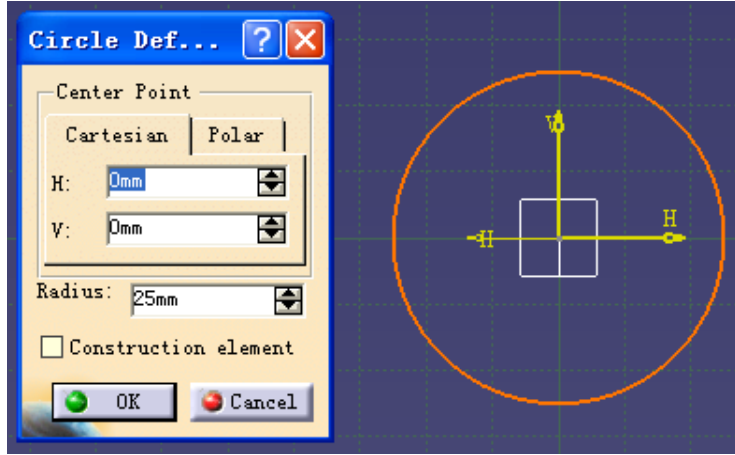 Circle Def...
Center Point
Cartesian Polar
H: 0mm
V: 0mm
Radius: 25mm
Construction element
OK Cancel
V
H
H